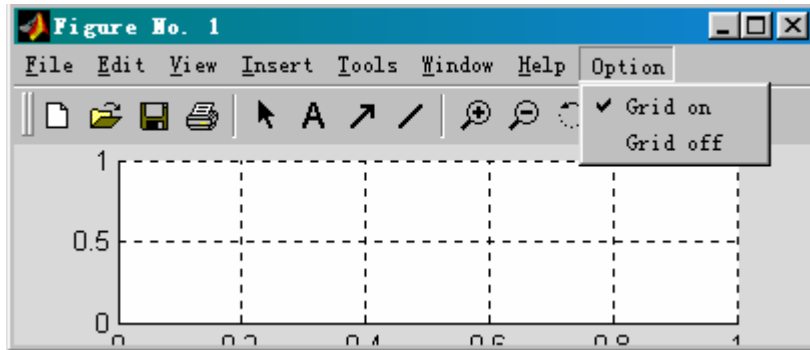 Figure No. 1
File Edit View Insert Tools Window Help Option
A
Grid on
Grid off
1
0.5
0